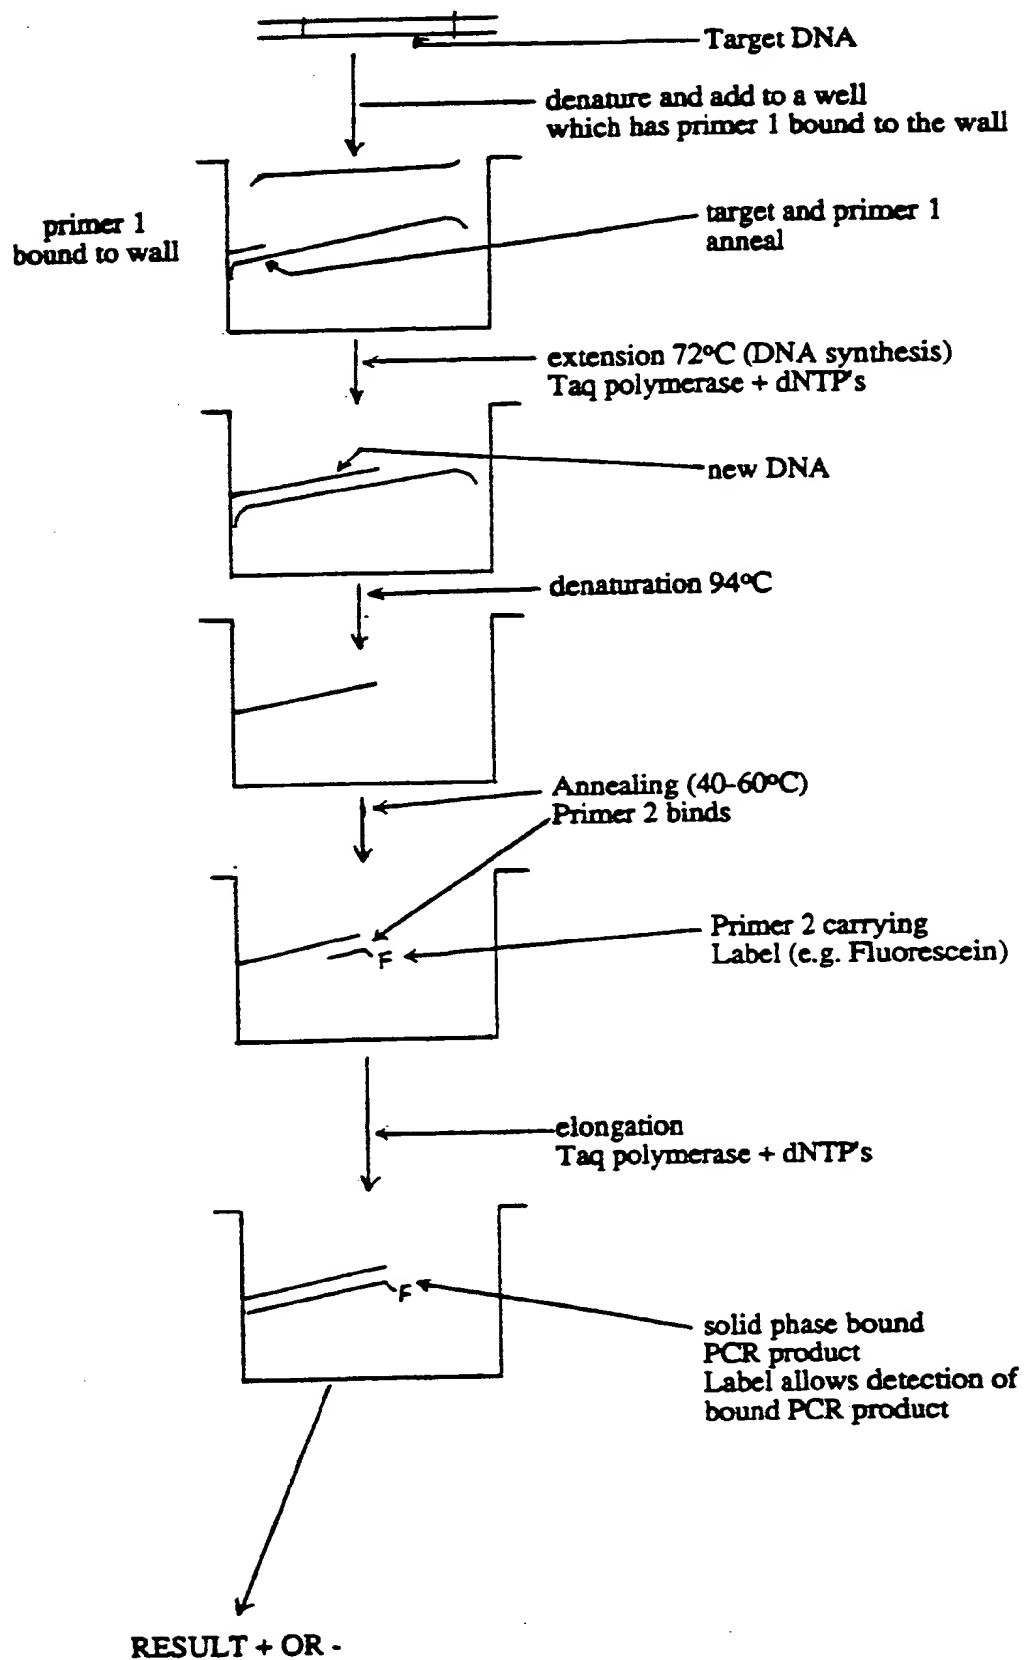 Target DNA
denature and add to a well
which has primer 1 bound to the wall
primer 1
bound to wall
target and primer 1
anneal
extension 72ºC (DNA synthesis)
Taq polymerase + dNTP's
new DNA
denaturation 94ºC
Annealing (40-60ºC)
Primer 2 binds
F
Primer 2 carrying
Label (e.g. Fluorescein)
elongation
Taq polymerase + dNTP's
F
solid phase bound
PCR product
Label allows detection of
bound PCR product
RESULT + OR -